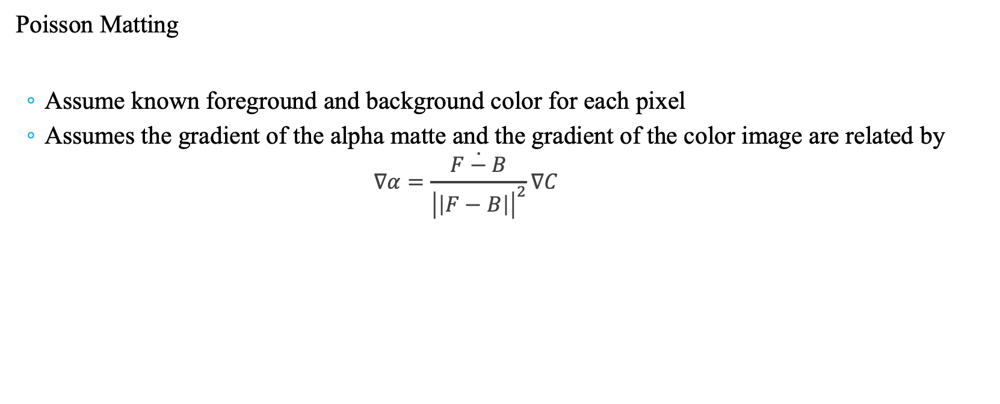 Poisson Matting
◦ Assume known foreground and background color for each pixel
◦ Assumes the gradient of the alpha matte and the gradient of the color image are related by
∇α = (F ∸ B) / ||F − B||² ∇C